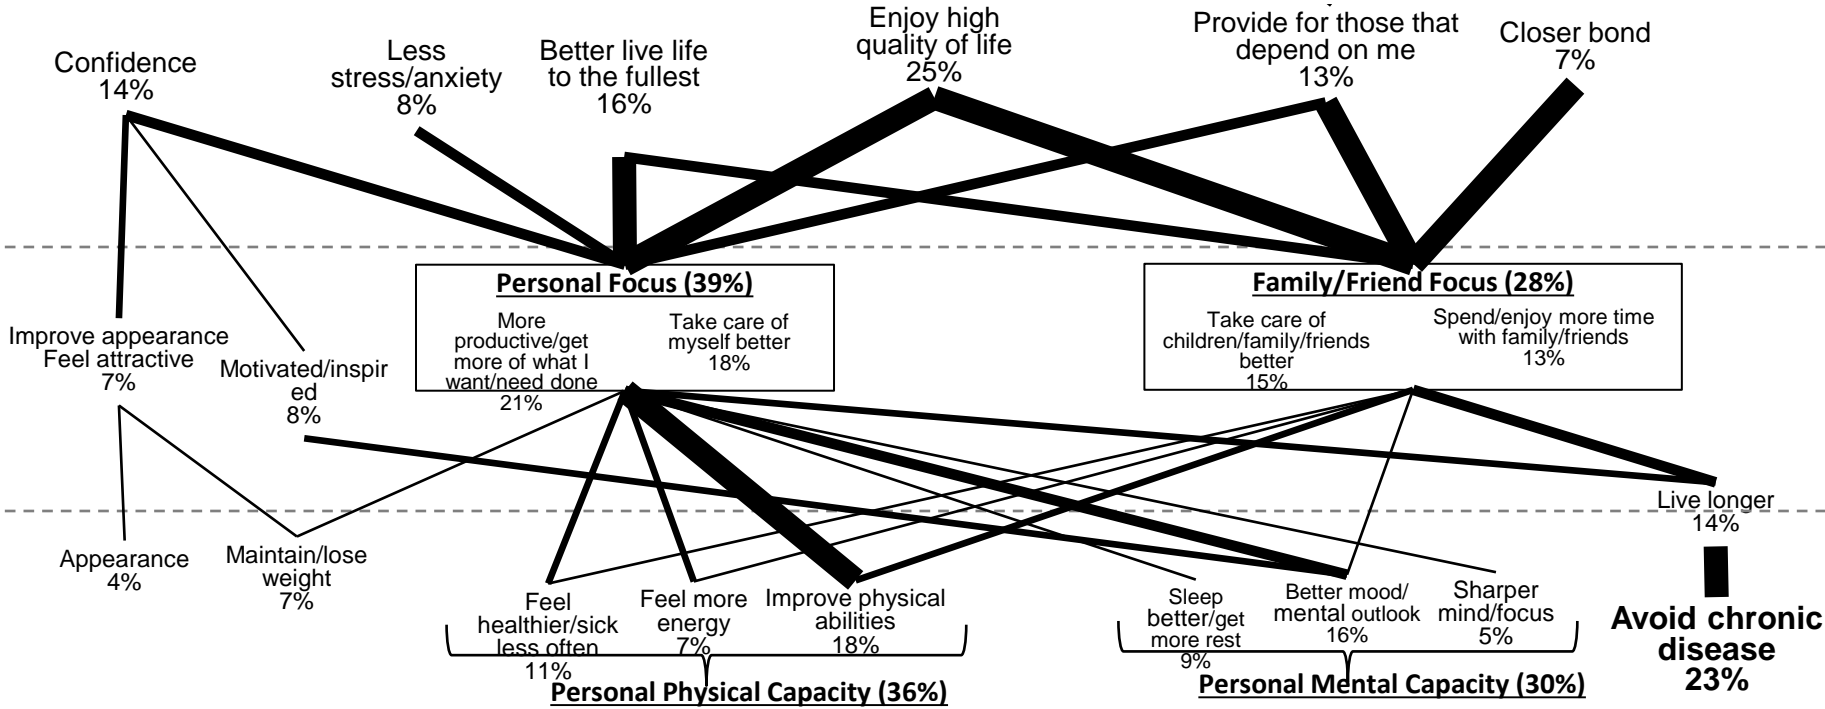 Confidence
14%
Less
stress/anxiety
8%
Better live life
to the fullest
16%
Enjoy high
quality of life
25%
Provide for those that
depend on me
13%
Closer bond
7%
Personal Focus (39%)
More
productive/get
more of what I
want/need done
21%
Take care of
myself better
18%
Family/Friend Focus (28%)
Take care of
children/family/friends
better
15%
Spend/enjoy more time
with family/friends
13%
Improve appearance
Feel attractive
7%
Motivated/inspir
ed
8%
Live longer
14%
Appearance
4%
Maintain/lose
weight
7%
Feel
healthier/sick
less often
11%
Feel more
energy
7%
Improve physical
abilities
18%
Personal Physical Capacity (36%)
Sleep
better/get
more rest
9%
Better mood/
mental outlook
16%
Sharper
mind/focus
5%
Personal Mental Capacity (30%)
Avoid chronic
disease
23%